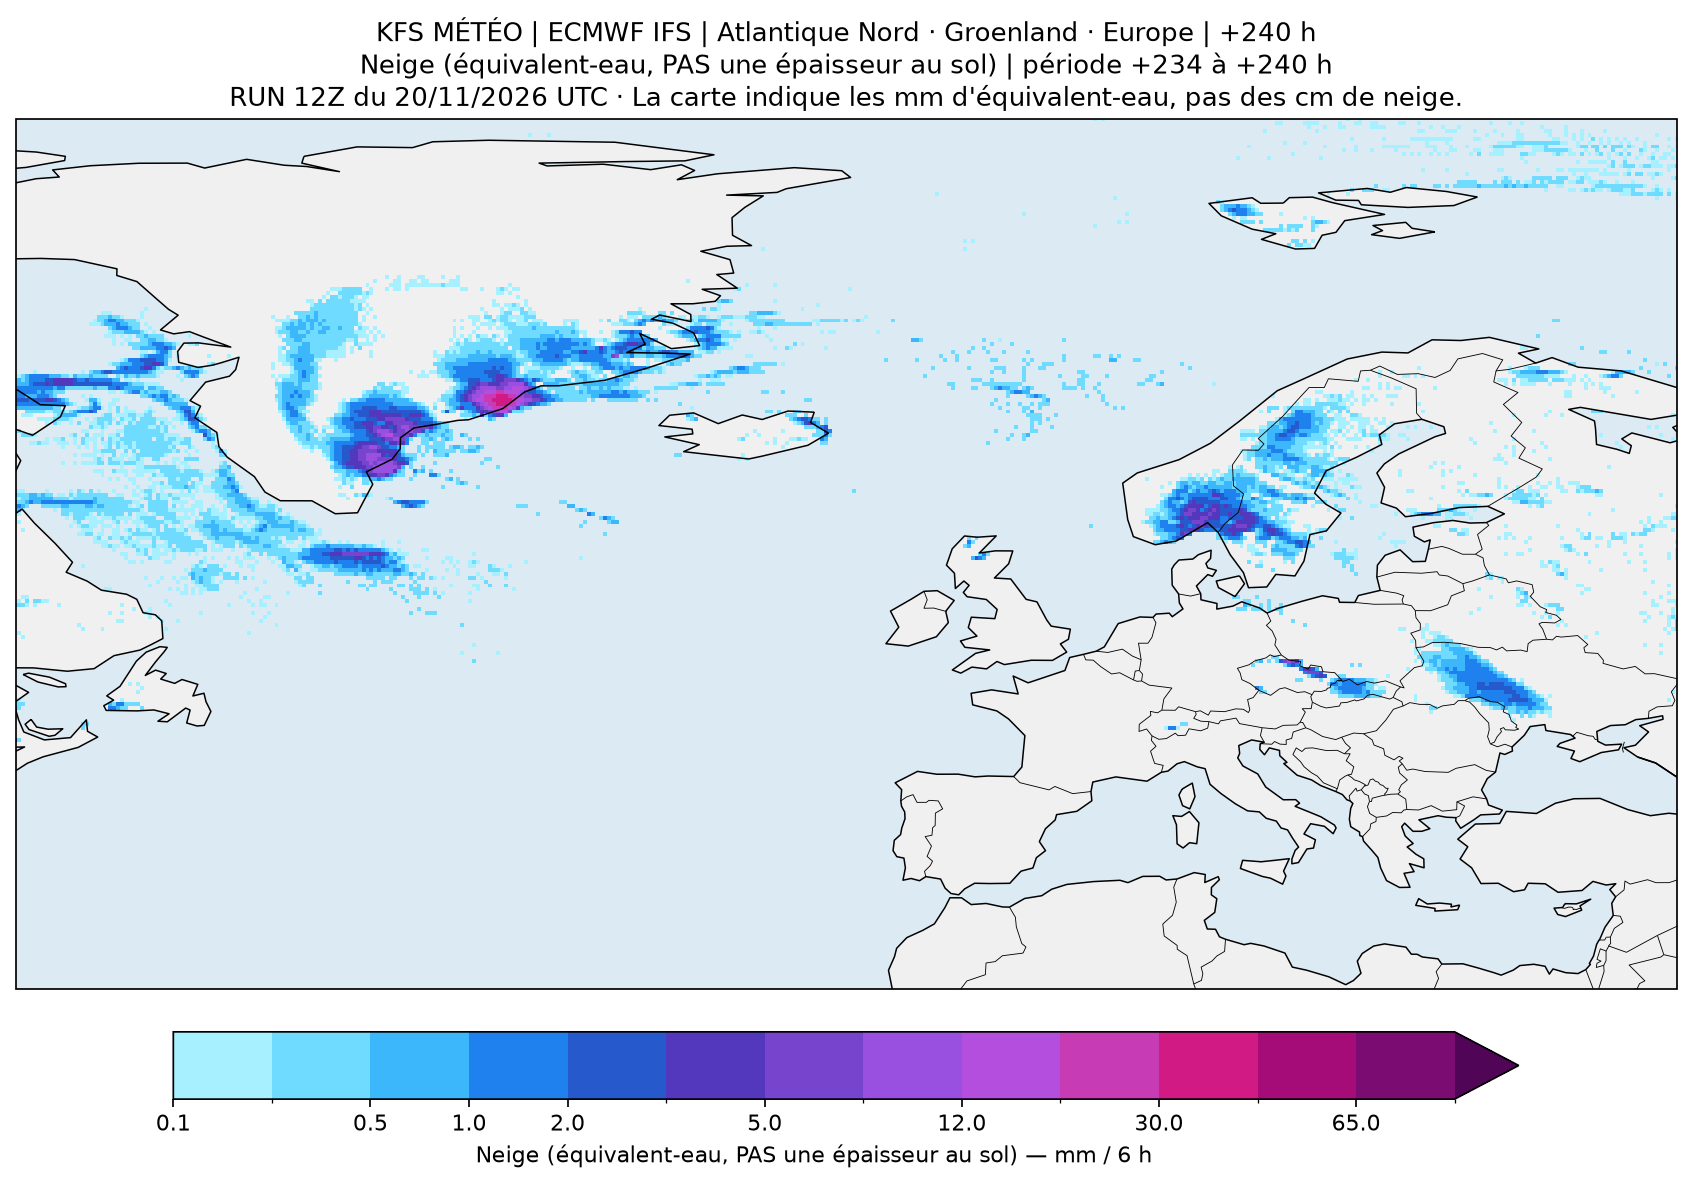 KFS MÉTÉO | ECMWF IFS | Atlantique Nord · Groenland · Europe | +240 h
Neige (équivalent-eau, PAS une épaisseur au sol) | période +234 à +240 h
RUN 12Z du 20/11/2026 UTC · La carte indique les mm d'équivalent-eau, pas des cm de neige.
0.1 0.5 1.0 2.0 5.0 12.0 30.0 65.0
Neige (équivalent-eau, PAS une épaisseur au sol) — mm / 6 h